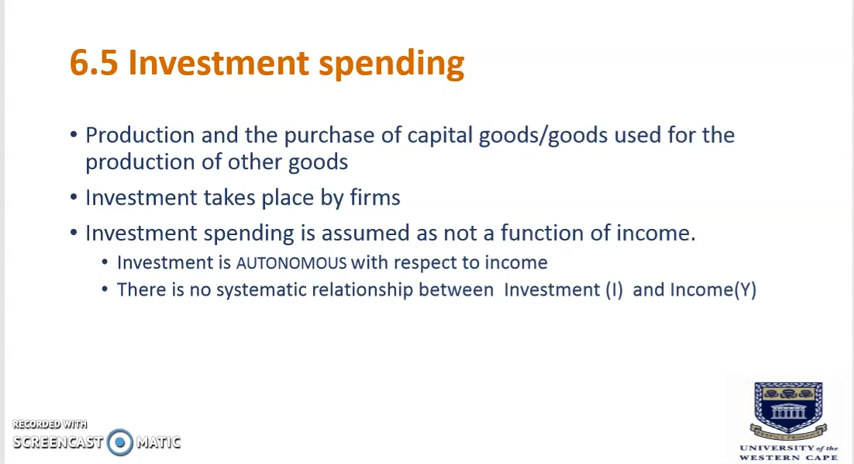 6.5 Investment spending
• Production and the purchase of capital goods/goods used for the
production of other goods
• Investment takes place by firms
• Investment spending is assumed as not a function of income.
• Investment is AUTONOMOUS with respect to income
• There is no systematic relationship between Investment (I) and Income(Y)
RECORDED WITH
SCREENCAST MATIC
UNIVERSITY of the
WESTERN CAPE